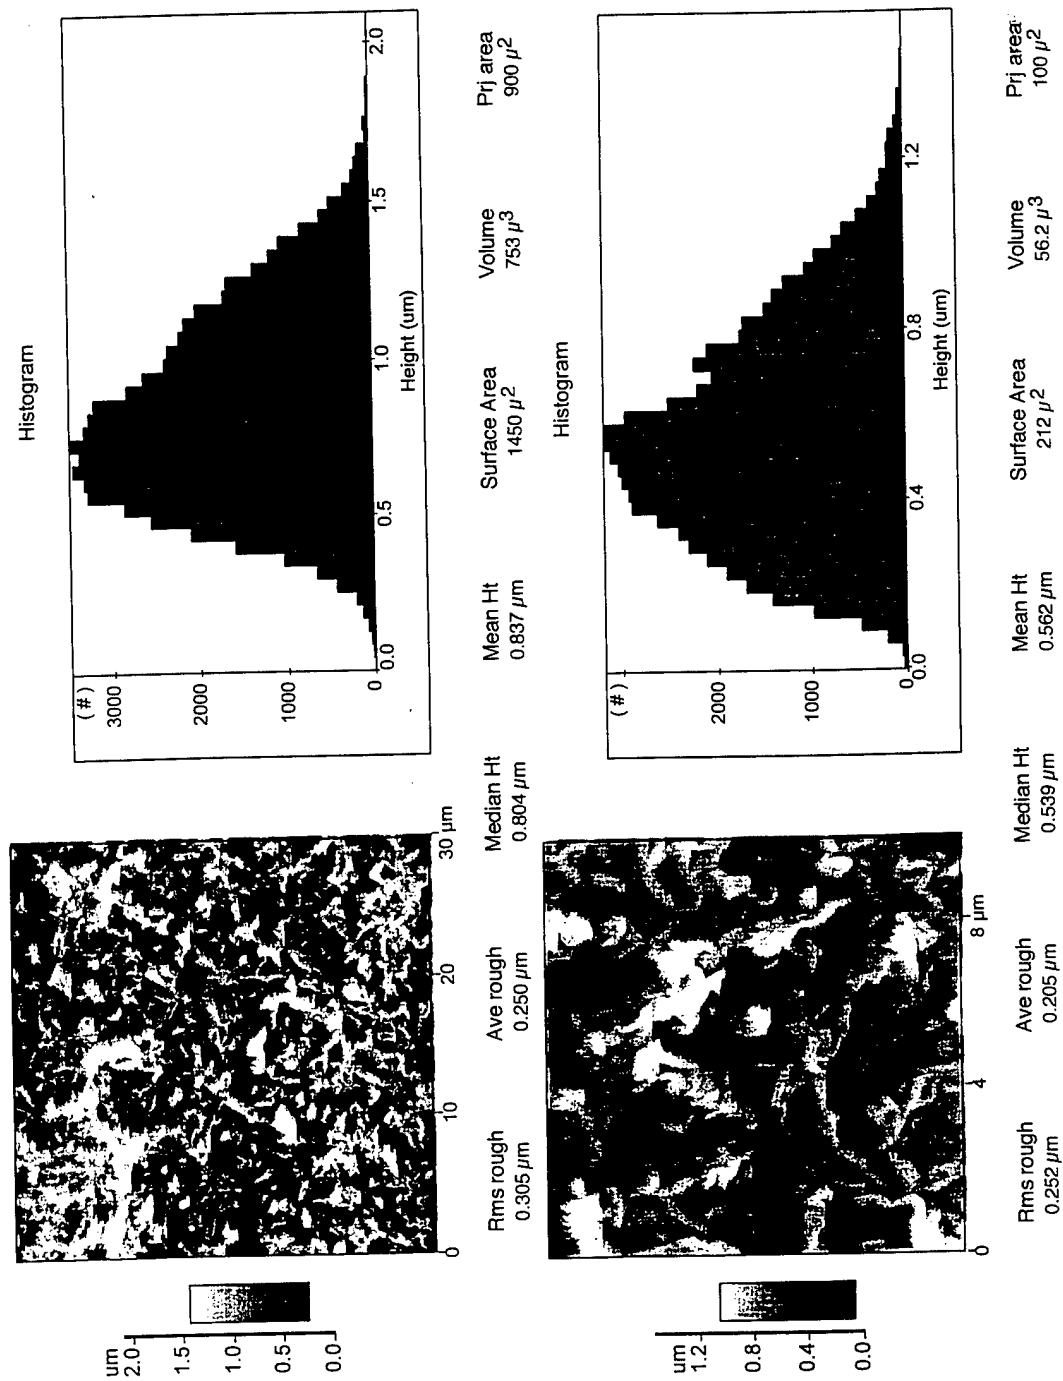 um
2.0
1.5
1.0
0.5
0.0
0
10
20
30 µm
Histogram
(#)
3000
2000
1000
0
0.0
0.5
1.0
1.5
2.0
Height (um)
Rms rough Ave rough Median Ht Mean Ht Surface Area Volume Prj area
0.305 µm 0.250 µm 0.804 µm 0.837 µm 1450 µ² 753 µ³ 900 µ²
um
1.2
0.8
0.4
0.0
0
4
8 µm
Histogram
(#)
2000
1000
0
0.0
0.4
0.8
1.2
Height (um)
Rms rough Ave rough Median Ht Mean Ht Surface Area Volume Prj area
0.252 µm 0.205 µm 0.539 µm 0.562 µm 212 µ² 56.2 µ³ 100 µ²